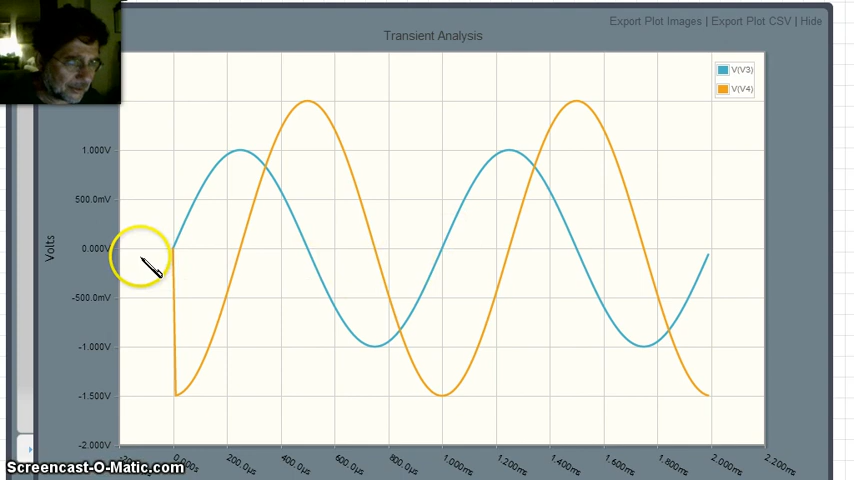 Export Plot Images | Export Plot CSV | Hide
Transient Analysis
V(V3)
V(V4)
1.000V
500.0mV
0.000V
-500.0mV
-1.000V
-1.500V
-2.000V
Volts
0.000s
200.0µs
400.0µs
600.0µs
800.0µs
1.000ms
1.200ms
1.400ms
1.600ms
1.800ms
2.000ms
2.200ms
Screencast-O-Matic.com